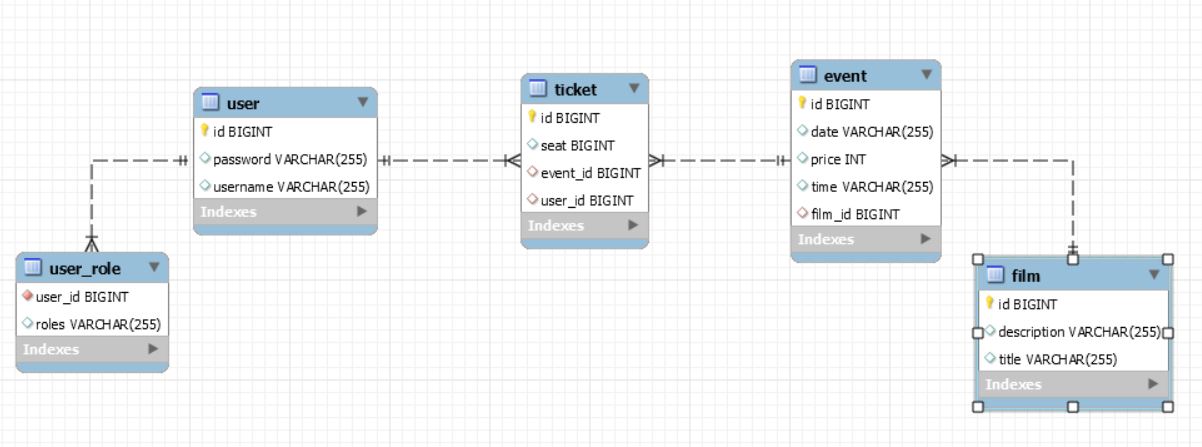 user
id BIGINT
password VARCHAR(255)
username VARCHAR(255)
Indexes
ticket
id BIGINT
seat BIGINT
event_id BIGINT
user_id BIGINT
Indexes
event
id BIGINT
date VARCHAR(255)
price INT
time VARCHAR(255)
film_id BIGINT
Indexes
user_role
user_id BIGINT
roles VARCHAR(255)
Indexes
film
id BIGINT
description VARCHAR(255)
title VARCHAR(255)
Indexes